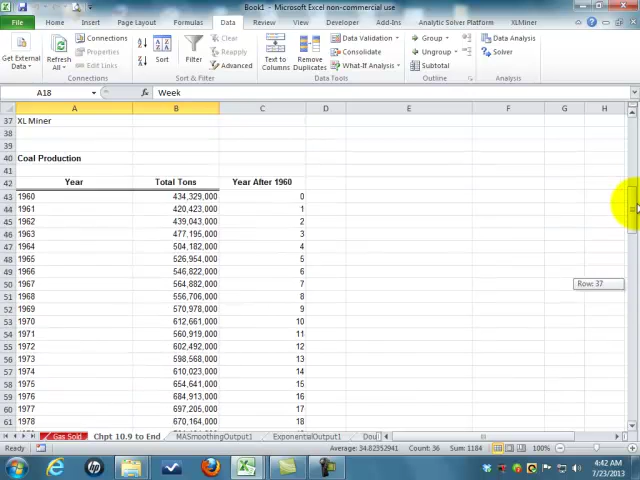 Book1 - Microsoft Excel non-commercial use
File Home Insert Page Layout Formulas Data Review View Developer Add-Ins Analytic Solver Platform XLMiner
Get External Data
Refresh All
Connections
Properties
Edit Links
Connections
Sort
Filter
Clear
Reapply
Advanced
Sort & Filter
Text to Columns
Remove Duplicates
Data Validation
Consolidate
What-If Analysis
Data Tools
Group
Ungroup
Subtotal
Outline
Data Analysis
Solver
Analysis
A18 fx Week
A B C D E F G H
37 XL Miner
38
39
40 Coal Production
41
42 Year Total Tons Year After 1960
43 1960 434,329,000 0
44 1961 420,423,000 1
45 1962 439,043,000 2
46 1963 477,195,000 3
47 1964 504,182,000 4
48 1965 526,954,000 5
49 1966 546,822,000 6
50 1967 564,882,000 7
51 1968 556,706,000 8
52 1969 570,978,000 9
53 1970 612,661,000 10
54 1971 560,919,000 11
55 1972 602,492,000 12
56 1973 598,568,000 13
57 1974 610,023,000 14
58 1975 654,641,000 15
59 1976 684,913,000 16
60 1977 697,205,000 17
61 1978 670,164,000 18
Row: 37
Gas Sold Chpt 10.9 to End MASmoothingOutput1 ExponentialOutput1 Dou
Ready Average: 34.82352941 Count: 36 Sum: 1184 100%
4:42 AM
7/23/2013